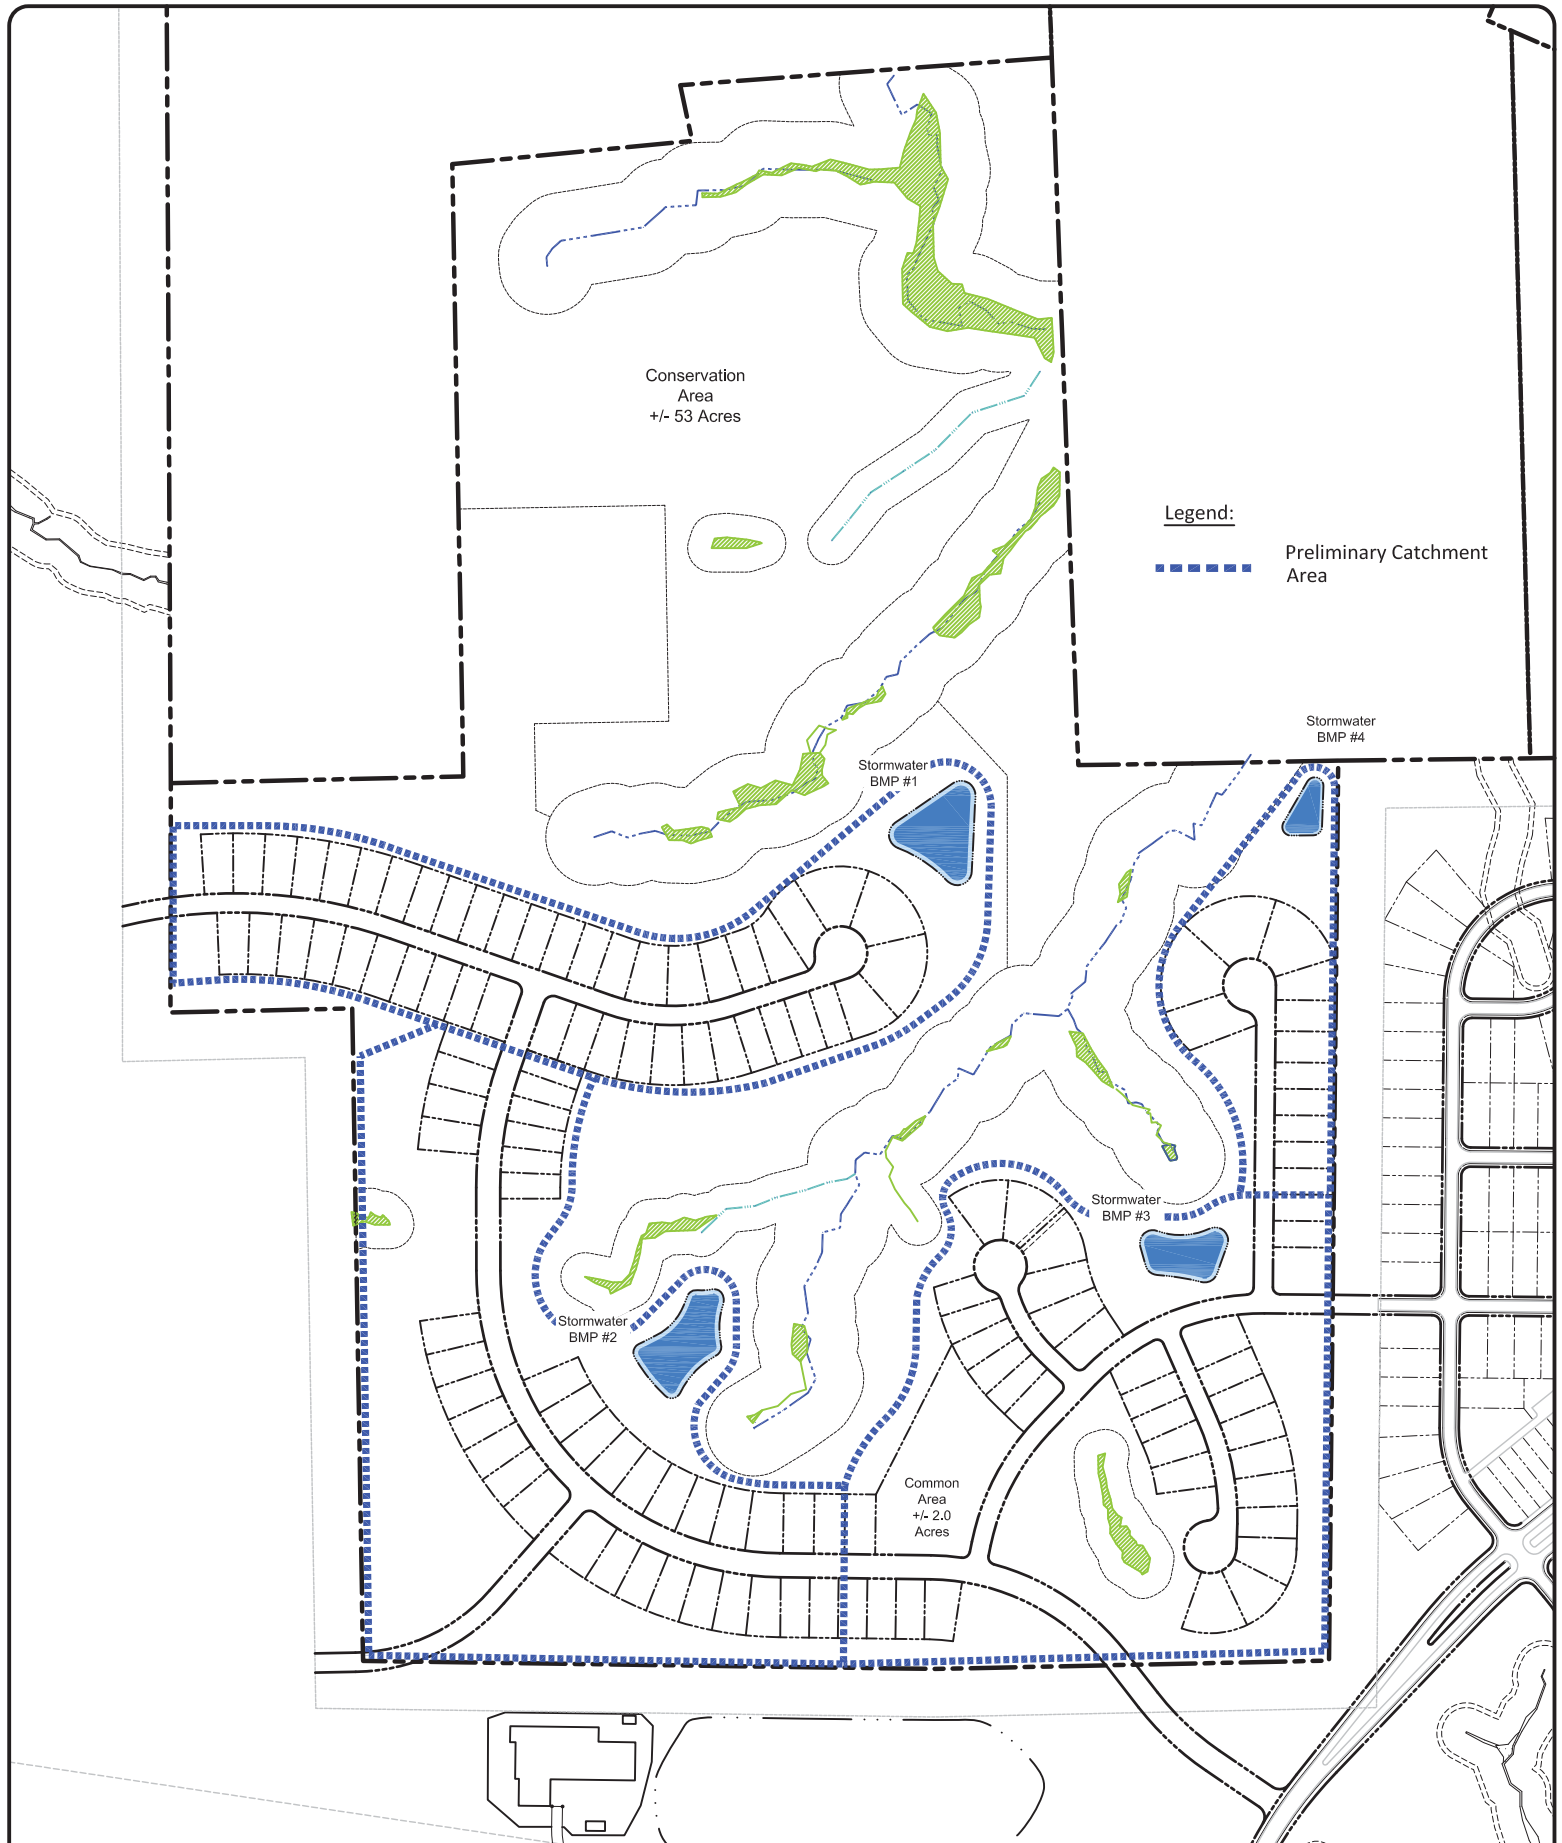 Conservation
Area
+/- 53 Acres
Legend:
Preliminary Catchment
Area
Stormwater
BMP #4
Stormwater
BMP #1
Stormwater
BMP #3
Stormwater
BMP #2
Common
Area
+/- 2.0
Acres